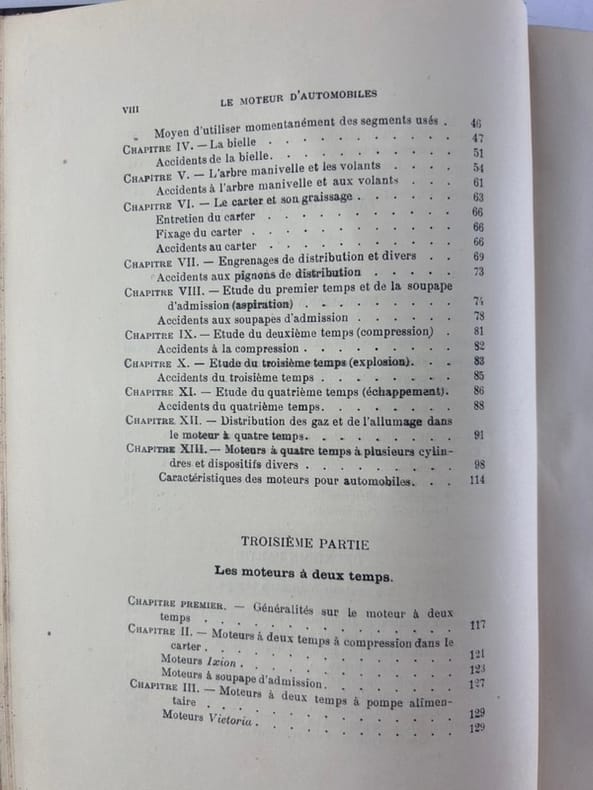 VIII LE MOTEUR D'AUTOMOBILES
Moyen d'utiliser momentanément des segments usés . 46
CHAPITRE IV. — La bielle . . . . . . . . . . 47
Accidents de la bielle. . . . . . . . . . 51
CHAPITRE V. — L'arbre manivelle et les volants . . . . 54
Accidents à l'arbre manivelle et aux volants . . . . 61
CHAPITRE VI. — Le carter et son graissage . . . . . . 63
Entretien du carter . . . . . . . . . . 66
Fixage du carter . . . . . . . . . . . 66
Accidents au carter . . . . . . . . . . 66
CHAPITRE VII. — Engrenages de distribution et divers . . 69
Accidents aux pignons de distribution . . . . . 73
CHAPITRE VIII. — Etude du premier temps et de la soupape
d'admission (aspiration) . . . . . . . . 74
Accidents aux soupapes d'admission . . . . . . 78
CHAPITRE IX. — Etude du deuxième temps (compression) . 81
Accidents à la compression . . . . . . . . 82
CHAPITRE X. — Etude du troisième temps (explosion). . . 83
Accidents du troisième temps . . . . . . . 85
CHAPITRE XI. — Etude du quatrième temps (échappement). 86
Accidents du quatrième temps. . . . . . . 88
CHAPITRE XII. — Distribution des gaz et de l'allumage dans
le moteur à quatre temps. . . . . . . . 91
CHAPITRE XIII. — Moteurs à quatre temps à plusieurs cylin-
dres et dispositifs divers . . . . . . . . 98
Caractéristiques des moteurs pour automobiles. . . 114
TROISIÈME PARTIE
Les moteurs à deux temps.
CHAPITRE PREMIER. — Généralités sur le moteur à deux
temps . . . . . . . . . . . . . 117
CHAPITRE II. — Moteurs à deux temps à compression dans le
carter . . . . . . . . . . . . . 121
Moteurs Ixion . . . . . . . . . . . 123
Moteurs à soupape d'admission. . . . . . . 127
CHAPITRE III. — Moteurs à deux temps à pompe alimen-
taire . . . . . . . . . . . . . 129
Moteurs Victoria . . . . . . . . . . 129